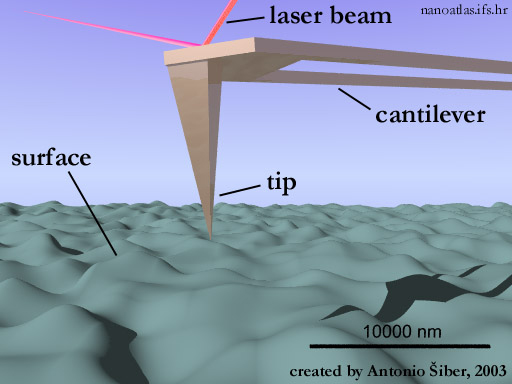 nanoatlas.ifs.hr
laser beam
cantilever
surface
tip
10000 nm
created by Antonio Šiber, 2003